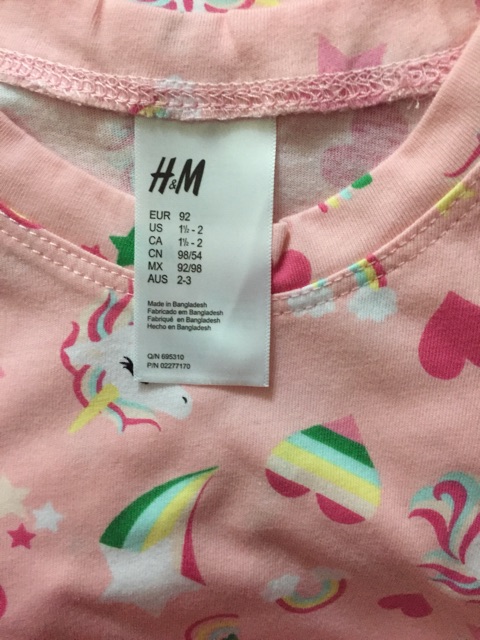 H&M
EUR 92
US 1½ - 2
CA 1½ - 2
CN 98/54
MX 92/98
AUS 2-3
Made in Bangladesh
Fabricado em Bangladesh
Fabriqué en Bangladesh
Hecho en Bangladesh
Q/N 695310
P/N 02277170